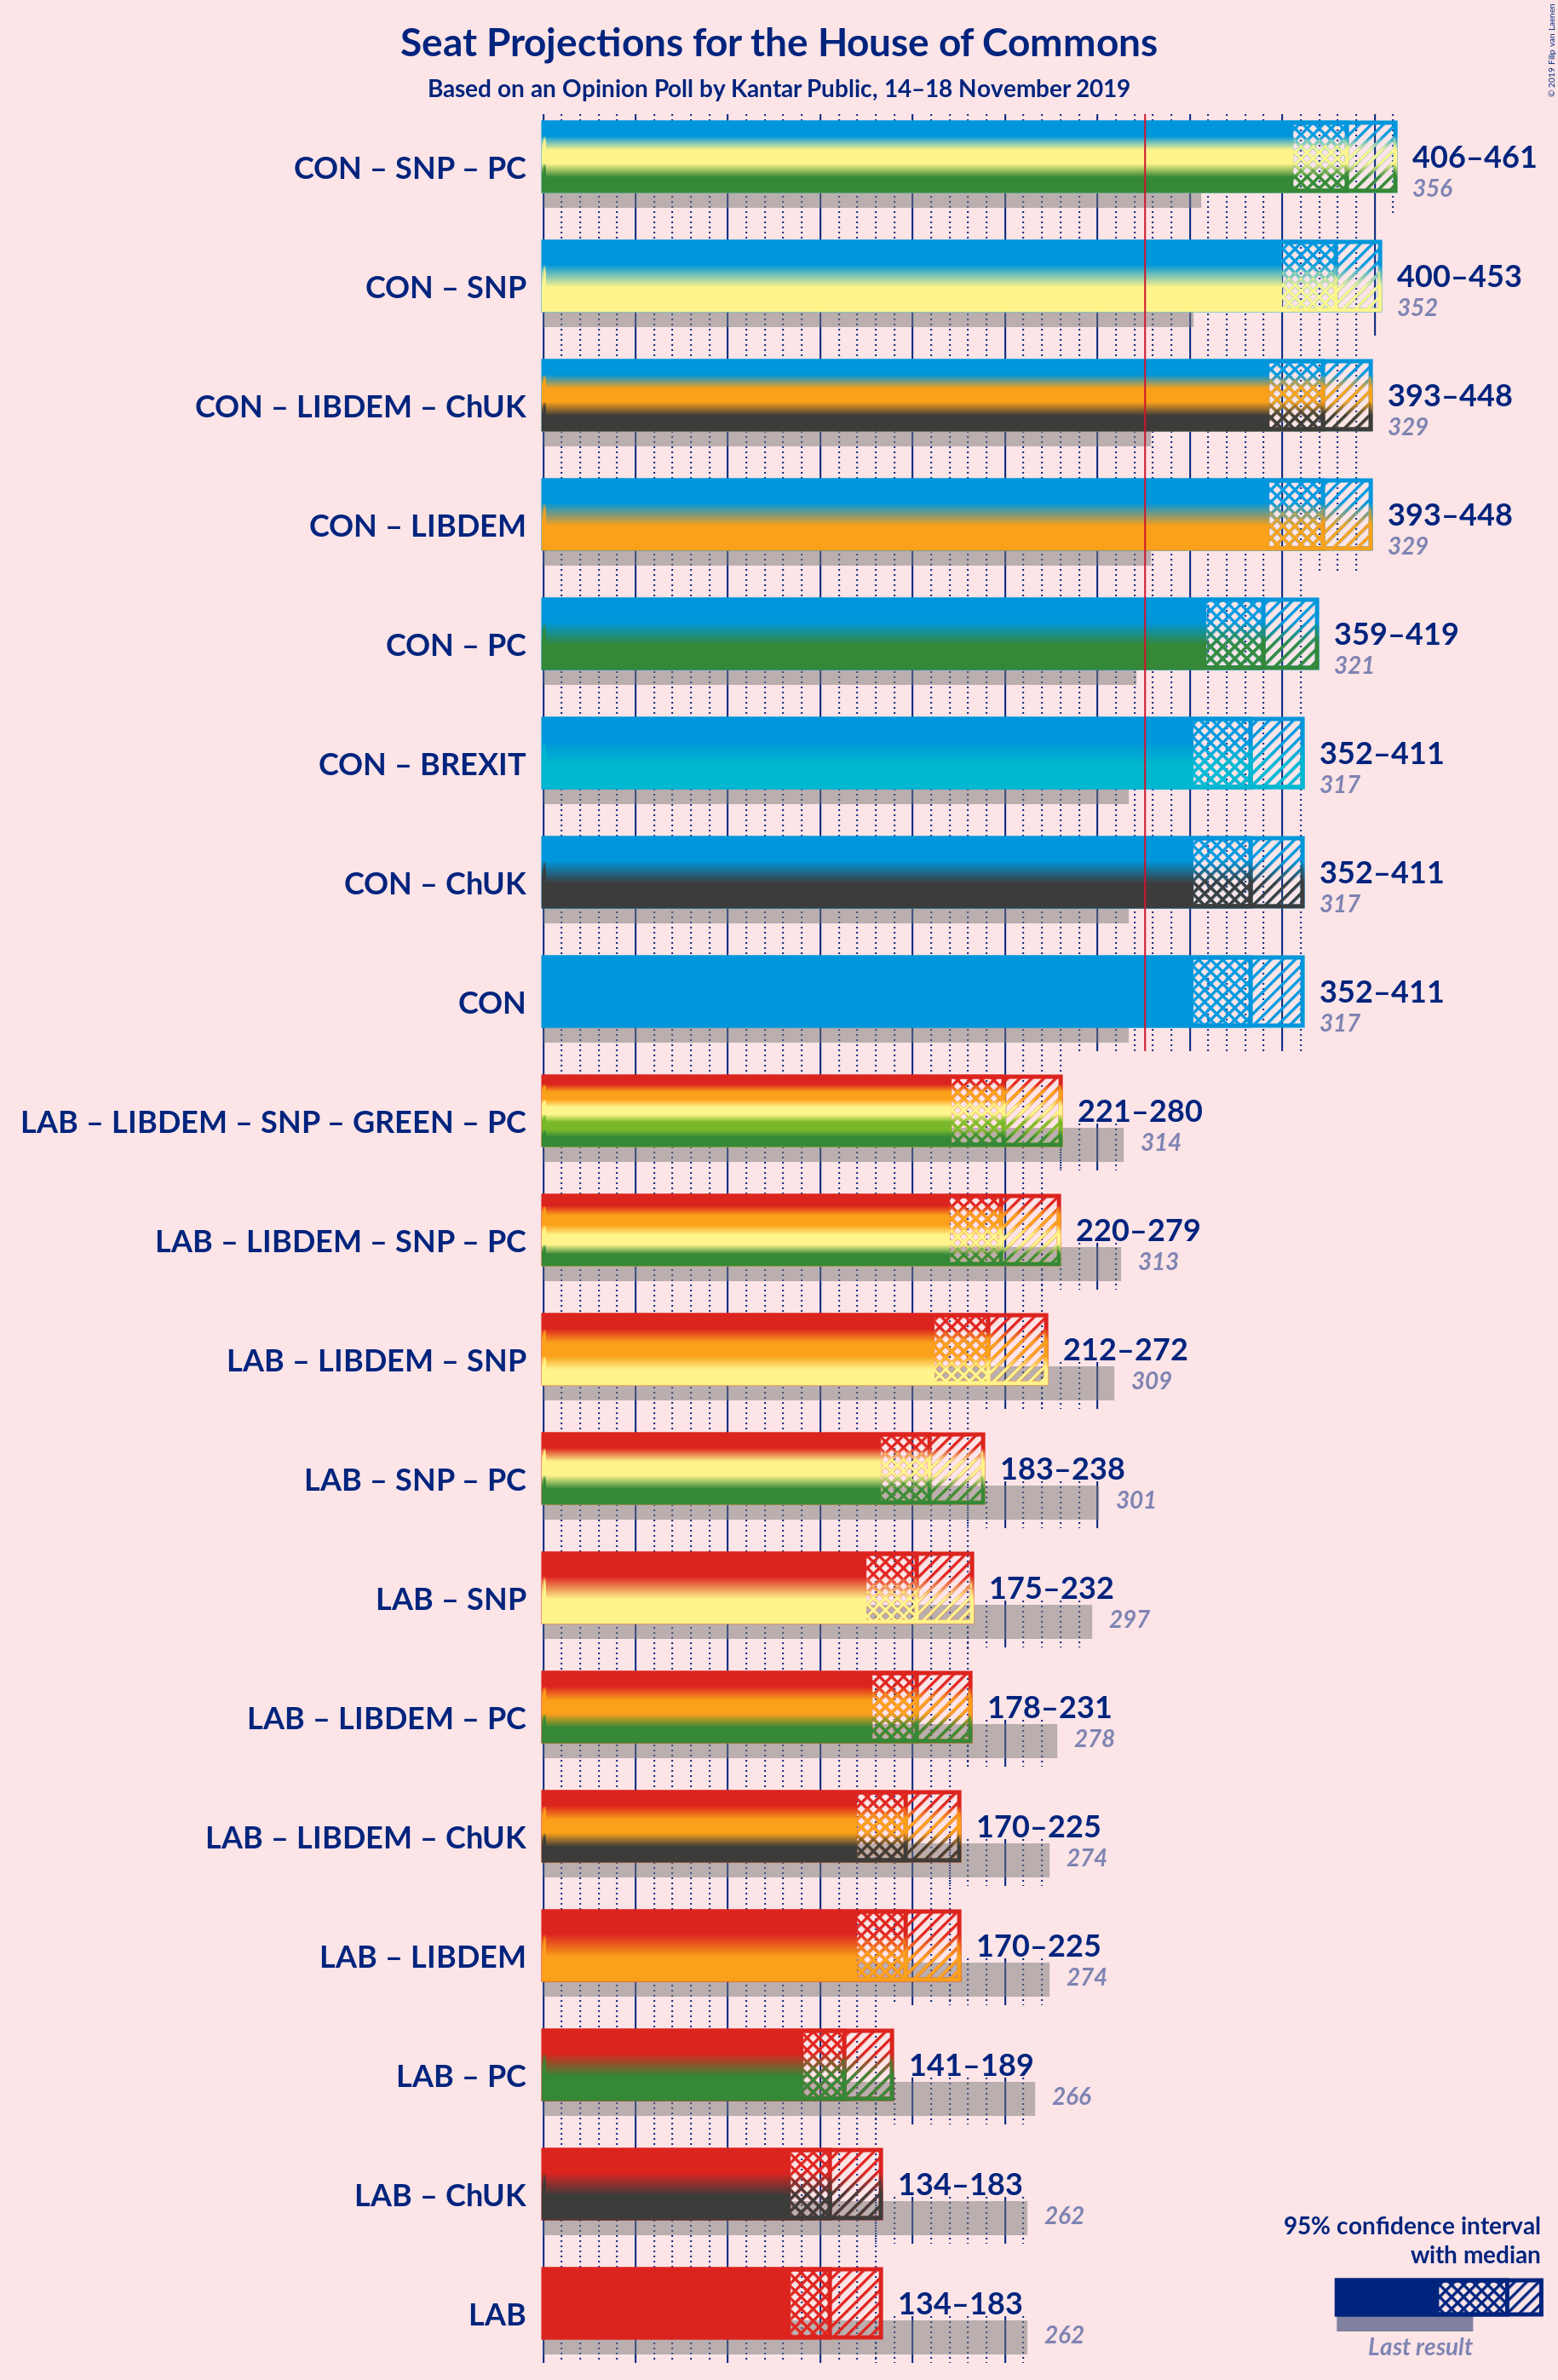 Seat Projections for the House of Commons
Based on an Opinion Poll by Kantar Public, 14–18 November 2019
© 2019 Filip van Laenen
CON – SNP – PC
406–461
356
CON – SNP
400–453
352
CON – LIBDEM – ChUK
393–448
329
CON – LIBDEM
393–448
329
CON – PC
359–419
321
CON – BREXIT
352–411
317
CON – ChUK
352–411
317
CON
352–411
317
LAB – LIBDEM – SNP – GREEN – PC
221–280
314
LAB – LIBDEM – SNP – PC
220–279
313
LAB – LIBDEM – SNP
212–272
309
LAB – SNP – PC
183–238
301
LAB – SNP
175–232
297
LAB – LIBDEM – PC
178–231
278
LAB – LIBDEM – ChUK
170–225
274
LAB – LIBDEM
170–225
274
LAB – PC
141–189
266
LAB – ChUK
134–183
262
LAB
134–183
262
95% confidence interval
with median
Last result